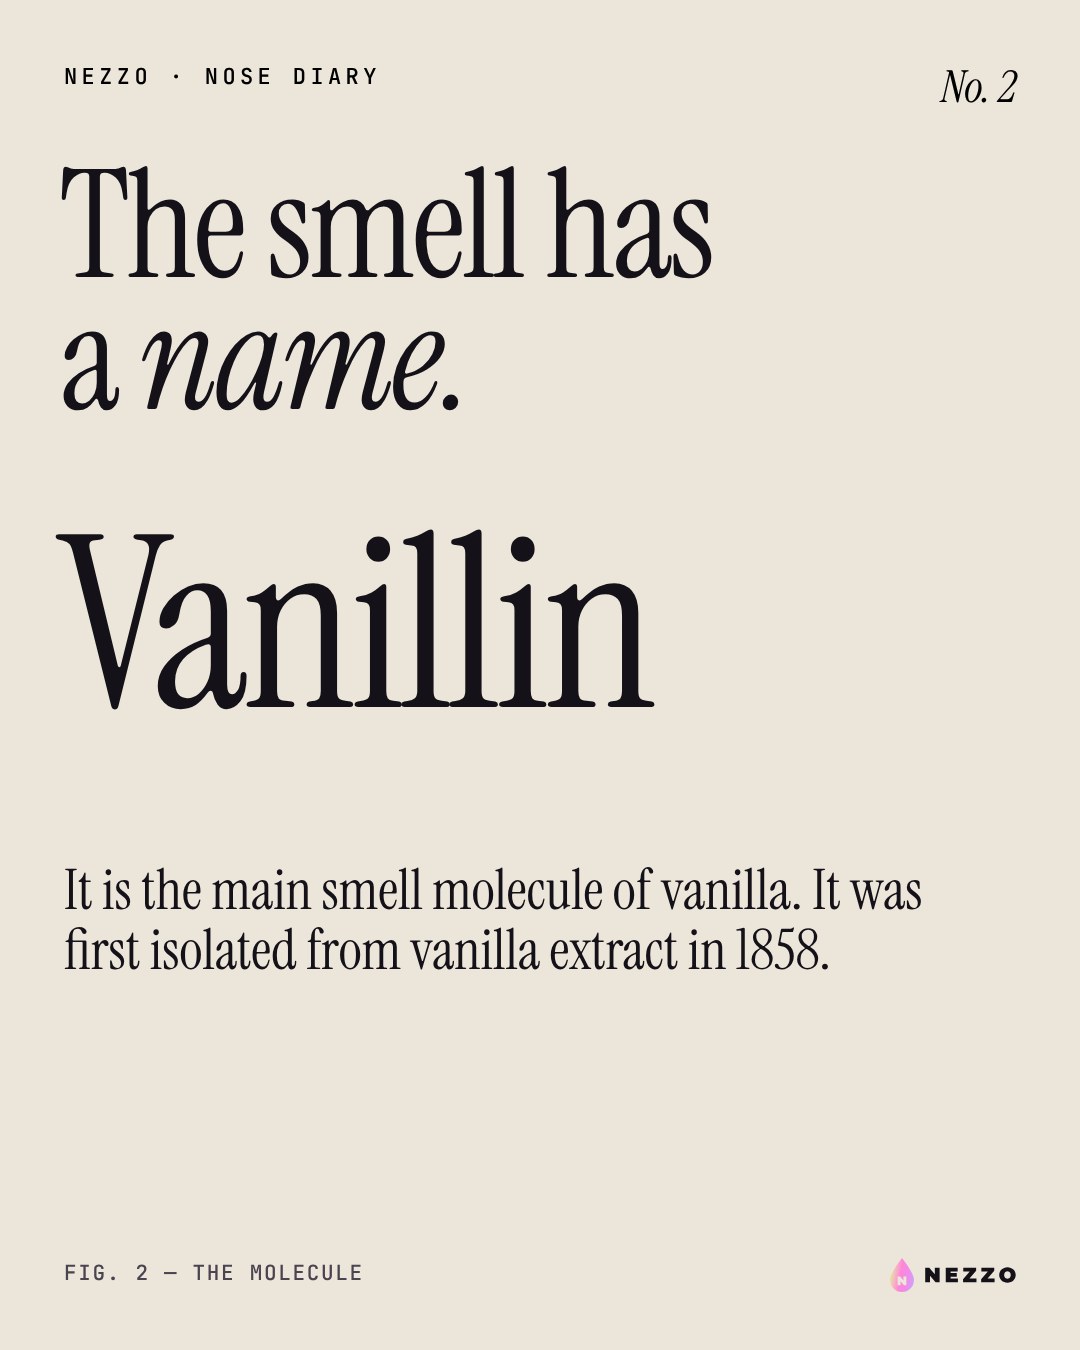 NEZZO · NOSE DIARY
No. 2
The smell has
a name.
Vanillin
It is the main smell molecule of vanilla. It was
first isolated from vanilla extract in 1858.
FIG. 2 — THE MOLECULE
N NEZZO